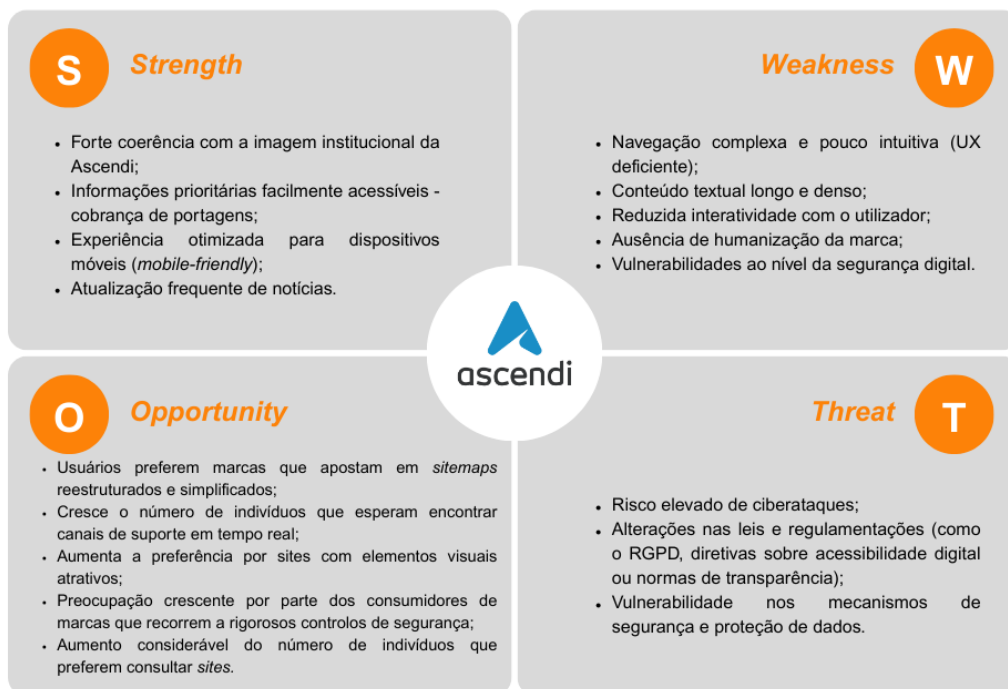 S
Strength
• Forte coerência com a imagem institucional da
Ascendi;
• Informações prioritárias facilmente acessíveis -
cobrança de portagens;
• Experiência otimizada para dispositivos
móveis (mobile-friendly);
• Atualização frequente de notícias.
Weakness
W
• Navegação complexa e pouco intuitiva (UX
deficiente);
• Conteúdo textual longo e denso;
• Reduzida interatividade com o utilizador;
• Ausência de humanização da marca;
• Vulnerabilidades ao nível da segurança digital.
ascendi
O
Opportunity
• Usuários preferem marcas que apostam em sitemaps
reestruturados e simplificados;
• Cresce o número de indivíduos que esperam encontrar
canais de suporte em tempo real;
• Aumenta a preferência por sites com elementos visuais
atrativos;
• Preocupação crescente por parte dos consumidores de
marcas que recorrem a rigorosos controlos de segurança;
• Aumento considerável do número de indivíduos que
preferem consultar sites.
Threat
T
• Risco elevado de ciberataques;
• Alterações nas leis e regulamentações (como
o RGPD, diretivas sobre acessibilidade digital
ou normas de transparência);
• Vulnerabilidade nos mecanismos de
segurança e proteção de dados.